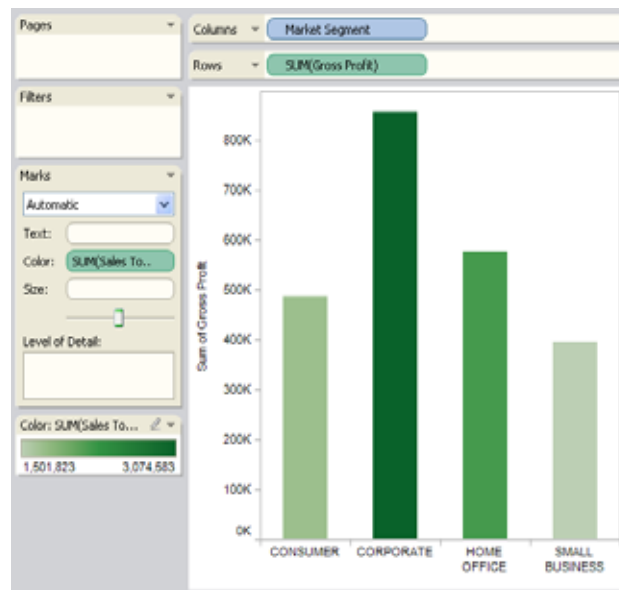 Pages
Columns
Market Segment
Rows
SUM(Gross Profit)
Filters
Marks
Automatic
Text:
Color:
SUM(Sales To..
Size:
Level of Detail:
Color: SUM(Sales To...
1,501,823
3,074,583
Sum of Gross Profit
800K
700K
600K
500K
400K
300K
200K
100K
0K
CONSUMER
CORPORATE
HOME
OFFICE
SMALL
BUSINESS